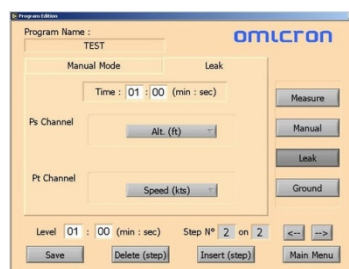 Program Edition
Program Name :
TEST
omicron
Manual Mode Leak
Time : 01 : 00 (min : sec)
Ps Channel
Alt. (ft)
Pt Channel
Speed (kts)
Measure
Manual
Leak
Ground
Level 01 : 00 (min : sec) Step N° 2 on 2 <-- -->
Save Delete (step) Insert (step) Main Menu